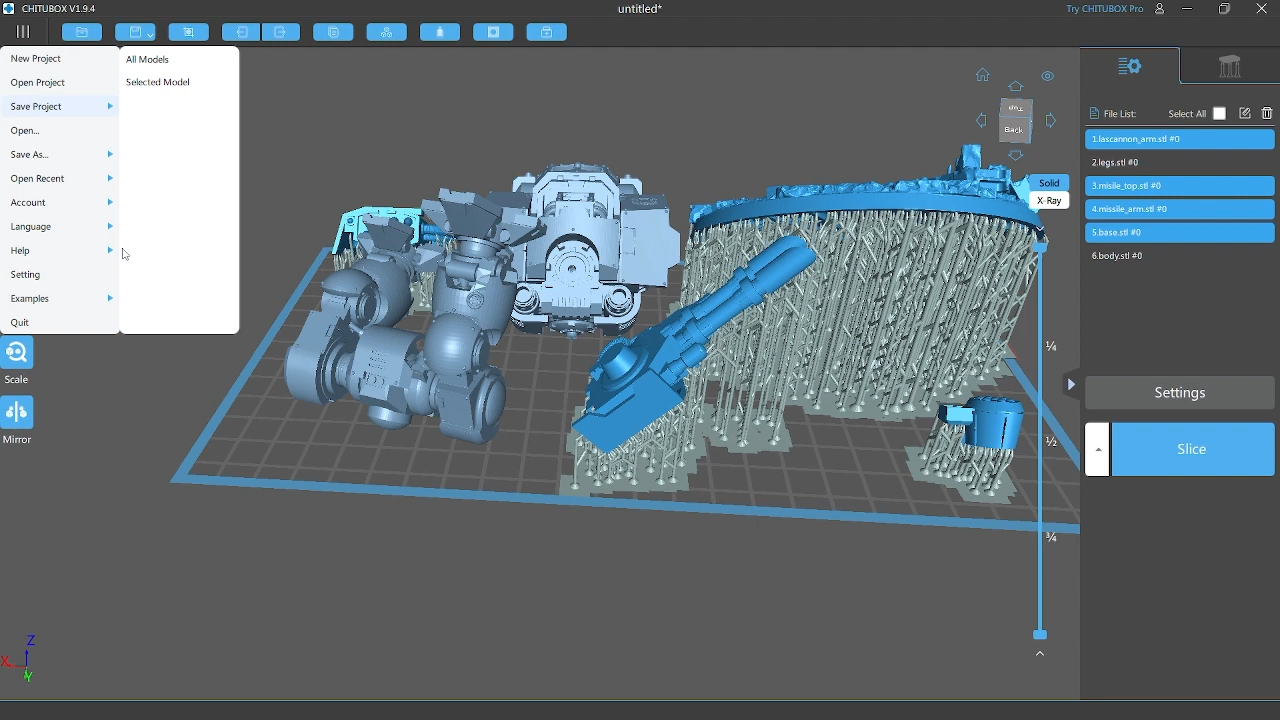 CHITUBOX V1.9.4
untitled*
Try CHITUBOX Pro
New Project
Open Project
Save Project
Open...
Save As...
Open Recent
Account
Language
Help
Setting
Examples
Quit
All Models
Selected Model
Scale
Mirror
Back
Solid
X-Ray
¼
½
¾
File List:
Select All
1.lascannon_arm.stl #0
2.legs.stl #0
3.misile_top.stl #0
4.missile_arm.stl #0
5.base.stl #0
6.body.stl #0
Settings
Slice
Z
X
Y